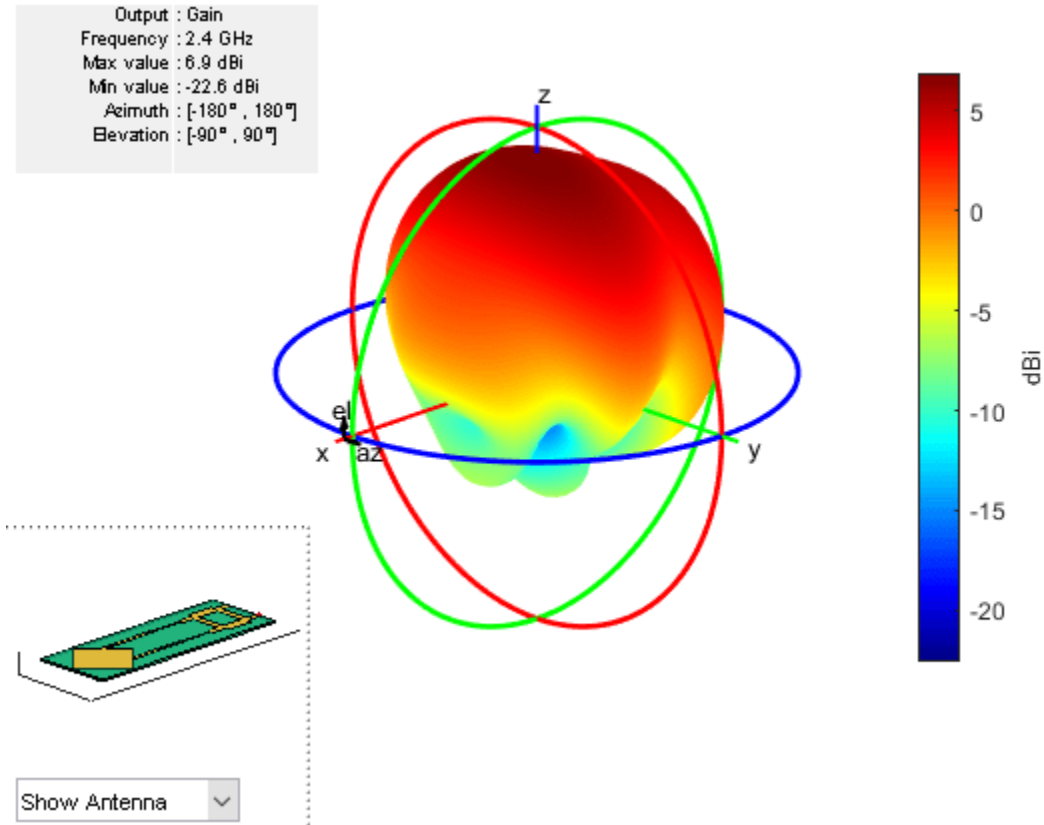 Output : Gain
Frequency : 2.4 GHz
Max value : 6.9 dBi
Min value : -22.6 dBi
Azimuth : [-180° , 180°]
Elevation : [-90° , 90°]
z
5
0
-5
-10
-15
-20
dBi
el
x
az
y
Show Antenna